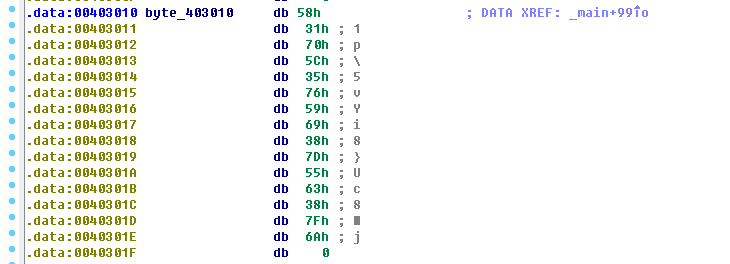 .data:00403010 byte_403010 db 58h ; DATA XREF: _main+99↑o
.data:00403011 db 31h ; 1
.data:00403012 db 70h ; p
.data:00403013 db 5Ch ; \
.data:00403014 db 35h ; 5
.data:00403015 db 76h ; v
.data:00403016 db 59h ; Y
.data:00403017 db 69h ; i
.data:00403018 db 38h ; 8
.data:00403019 db 7Dh ; }
.data:0040301A db 55h ; U
.data:0040301B db 63h ; c
.data:0040301C db 38h ; 8
.data:0040301D db 7Fh ; ■
.data:0040301E db 6Ah ; j
.data:0040301F db 0